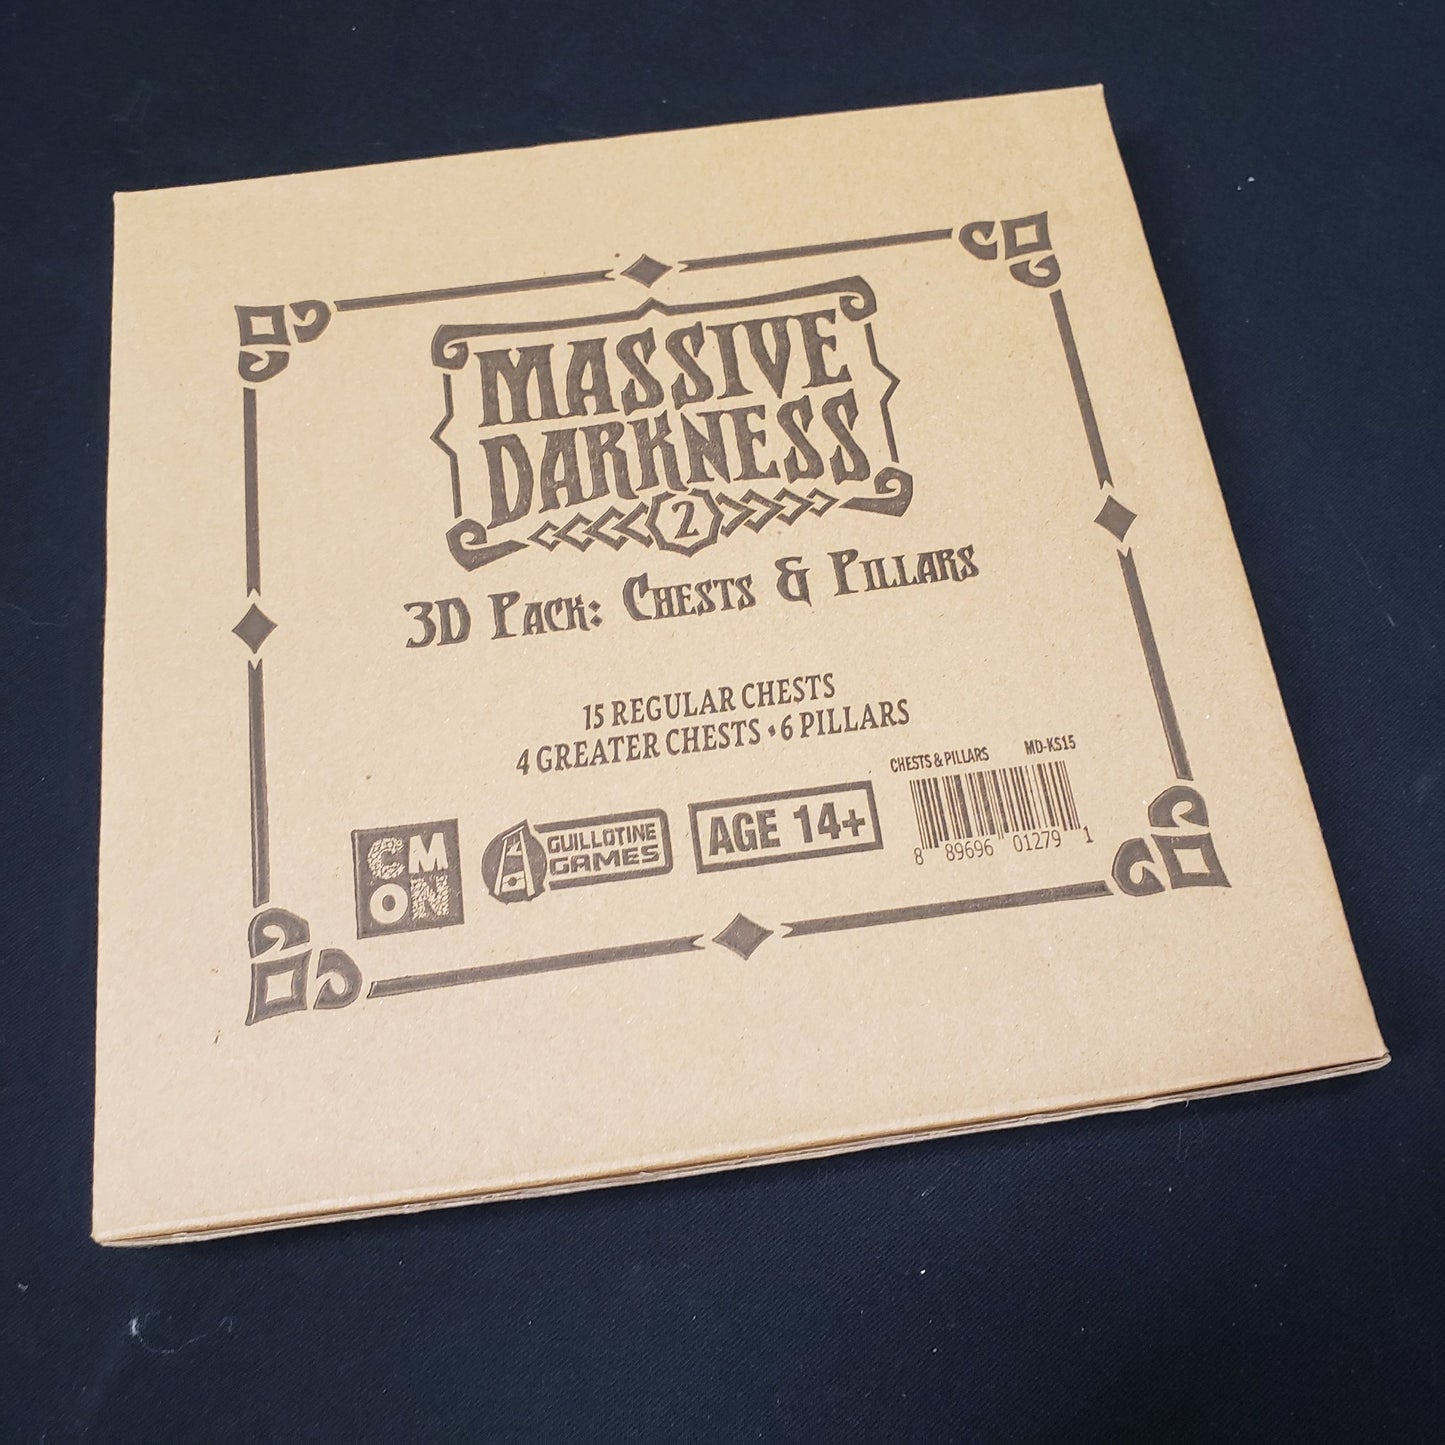 MASSIVE
DARKNESS
2
3D PACK: CHESTS & PILLARS
15 REGULAR CHESTS
4 GREATER CHESTS • 6 PILLARS
CHESTS & PILLARS MD-KS15
CMON
GUILLOTINE
GAMES
AGE 14+
8 89696 01279 1